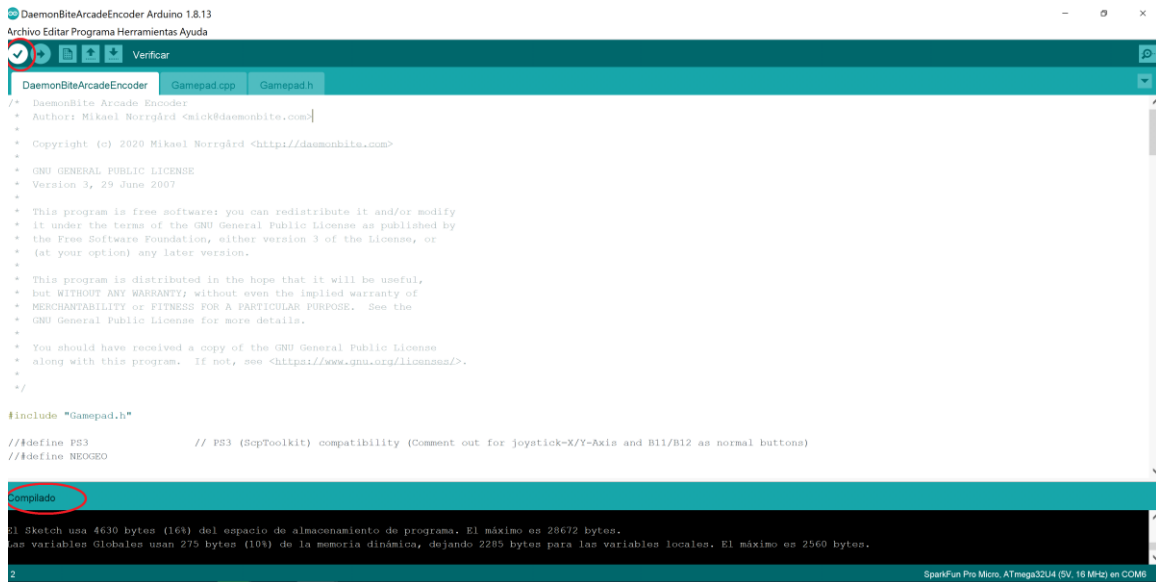 DaemonBiteArcadeEncoder Arduino 1.8.13
Archivo Editar Programa Herramientas Ayuda
Verificar
DaemonBiteArcadeEncoder Gamepad.cpp Gamepad.h
/* DaemonBite Arcade Encoder
 * Author: Mikael Norrgård <mick@daemonbite.com>
 *
 * Copyright (c) 2020 Mikael Norrgård <http://daemonbite.com>
 *
 * GNU GENERAL PUBLIC LICENSE
 * Version 3, 29 June 2007
 *
 * This program is free software: you can redistribute it and/or modify
 * it under the terms of the GNU General Public License as published by
 * the Free Software Foundation, either version 3 of the License, or
 * (at your option) any later version.
 *
 * This program is distributed in the hope that it will be useful,
 * but WITHOUT ANY WARRANTY; without even the implied warranty of
 * MERCHANTABILITY or FITNESS FOR A PARTICULAR PURPOSE. See the
 * GNU General Public License for more details.
 *
 * You should have received a copy of the GNU General Public License
 * along with this program. If not, see <https://www.gnu.org/licenses/>.
 *
 */
#include "Gamepad.h"
//#define PS3 // PS3 (ScpToolkit) compatibility (Comment out for joystick-X/Y-Axis and B11/B12 as normal buttons)
//#define NEOGEO
Compilado
El Sketch usa 4630 bytes (16%) del espacio de almacenamiento de programa. El máximo es 28672 bytes.
Las variables Globales usan 275 bytes (10%) de la memoria dinámica, dejando 2285 bytes para las variables locales. El máximo es 2560 bytes.
2 SparkFun Pro Micro, ATmega32U4 (5V, 16 MHz) en COM6